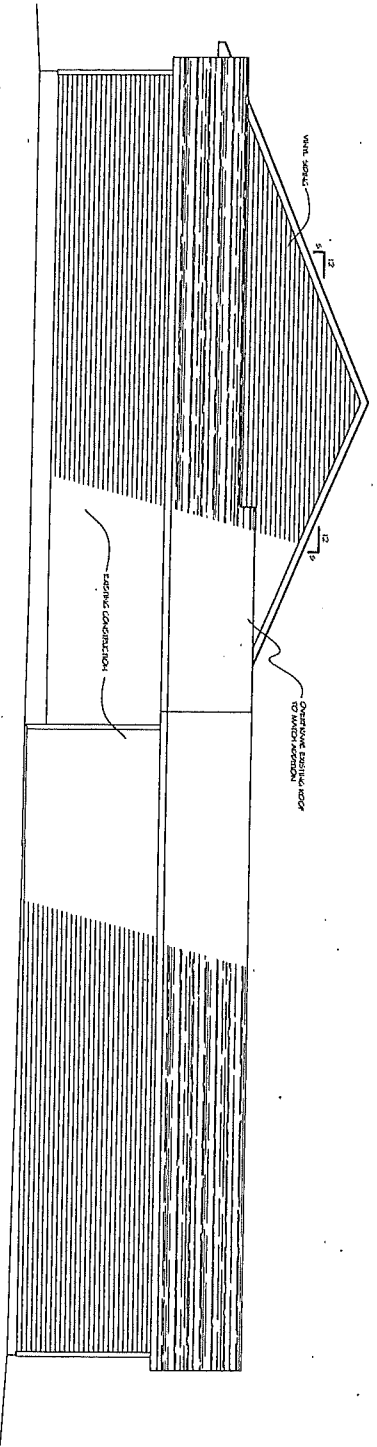 VINYL SIDING
12
5
12
5
OVERFRAME EXISTING ROOF
TO MATCH ADDITION
EXISTING CONSTRUCTION